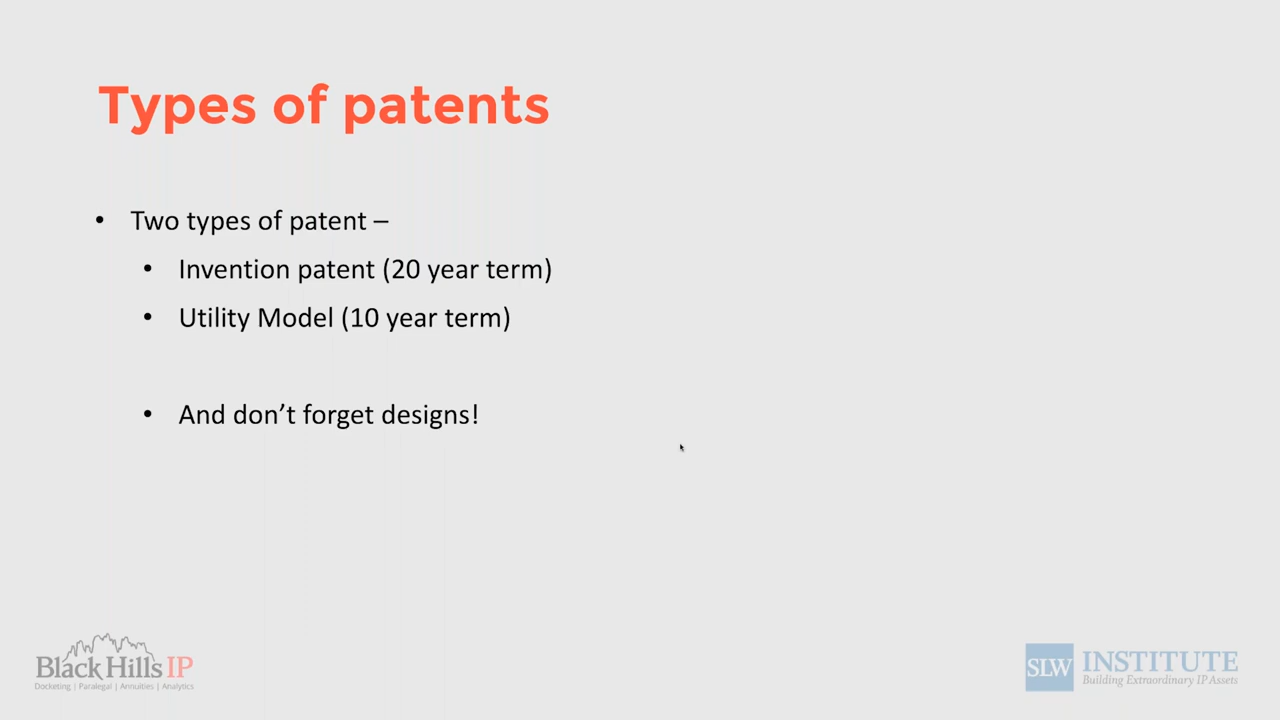 Types of patents
• Two types of patent –
• Invention patent (20 year term)
• Utility Model (10 year term)
• And don’t forget designs!
Black Hills IP
Docketing | Paralegal | Annuities | Analytics
SLW INSTITUTE
Building Extraordinary IP Assets